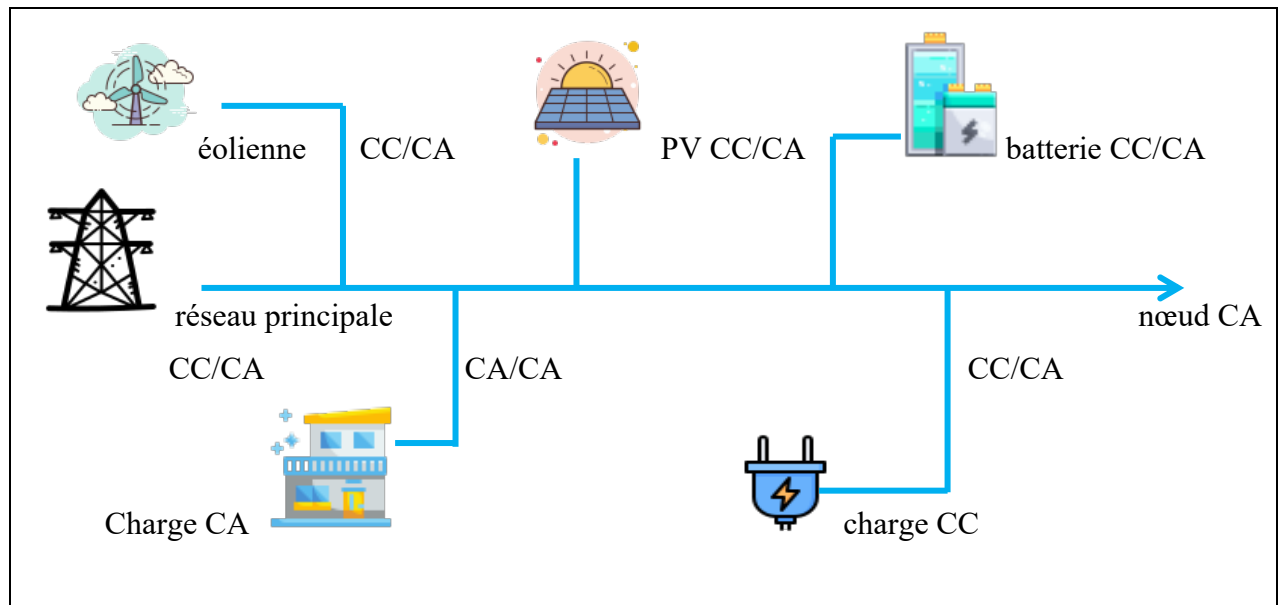 éolienne
CC/CA
PV CC/CA
batterie CC/CA
réseau principale
nœud CA
CC/CA
CA/CA
CC/CA
Charge CA
charge CC